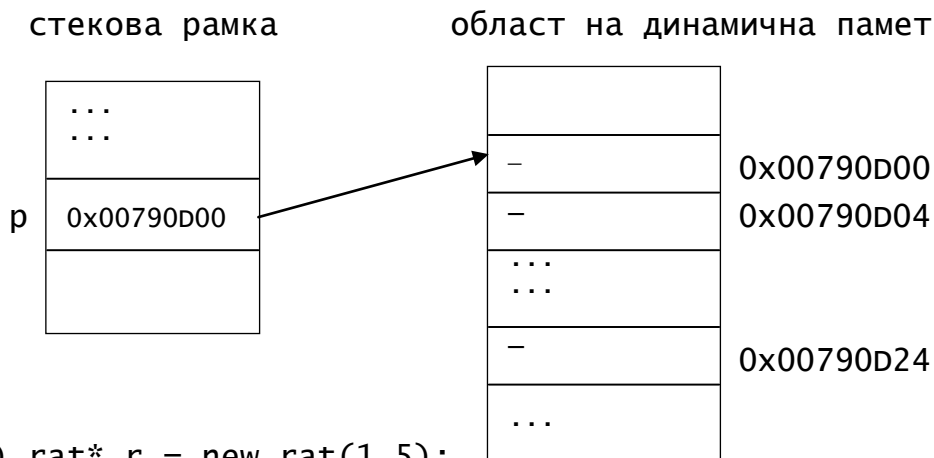 стекова рамка
област на динамична памет
...
...
p
0x00790D00
–
0x00790D00
–
0x00790D04
...
...
–
0x00790D24
...
) rat* r = new rat(1,5);